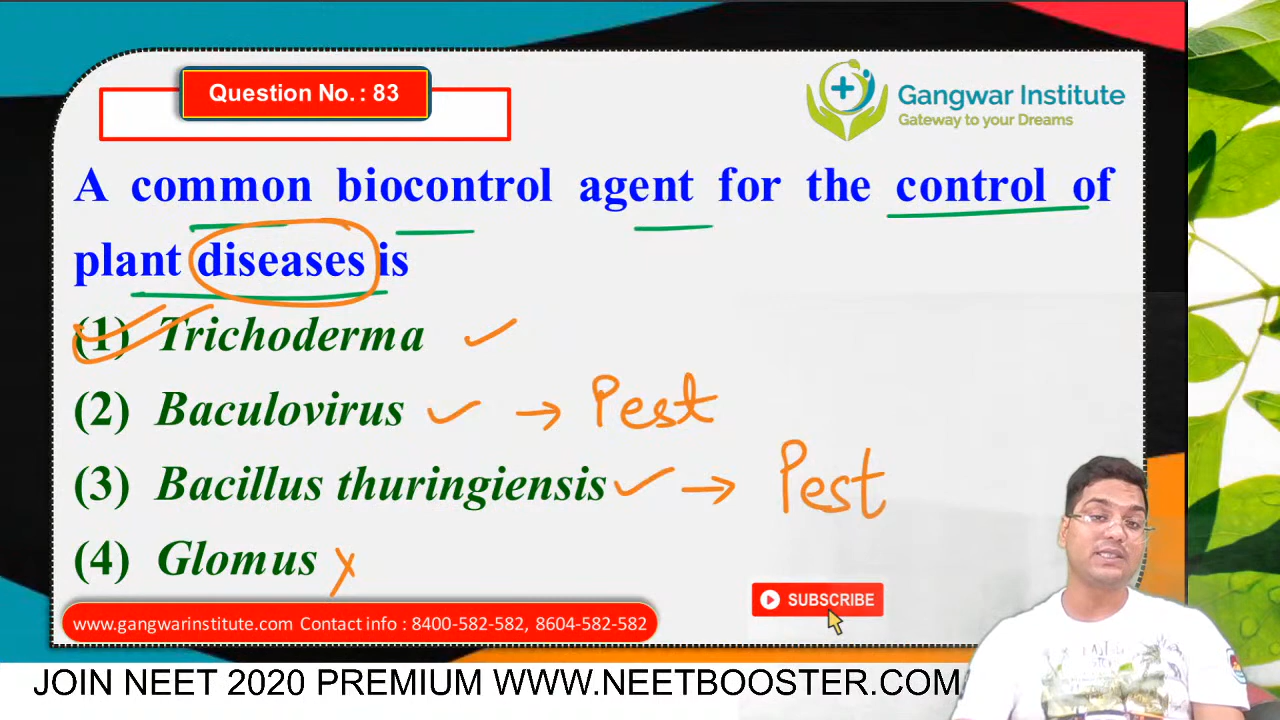 Question No. : 83
Gangwar Institute
Gateway to your Dreams
A common biocontrol agent for the control of
plant diseases is
(1) Trichoderma
(2) Baculovirus → Pest
(3) Bacillus thuringiensis → Pest
(4) Glomus x
SUBSCRIBE
www.gangwarinstitute.com Contact info : 8400-582-582, 8604-582-582
JOIN NEET 2020 PREMIUM WWW.NEETBOOSTER.COM